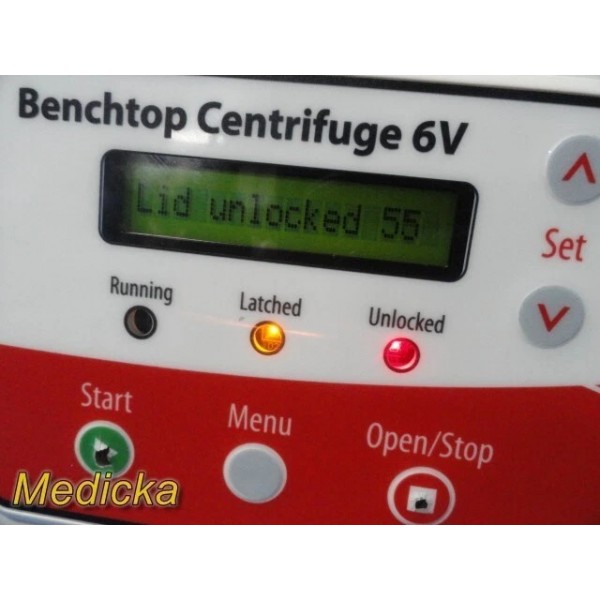 Benchtop Centrifuge 6V
Lid unlocked 55
Set
Running
Latched
Unlocked
Start
Menu
Open/Stop
Medicka